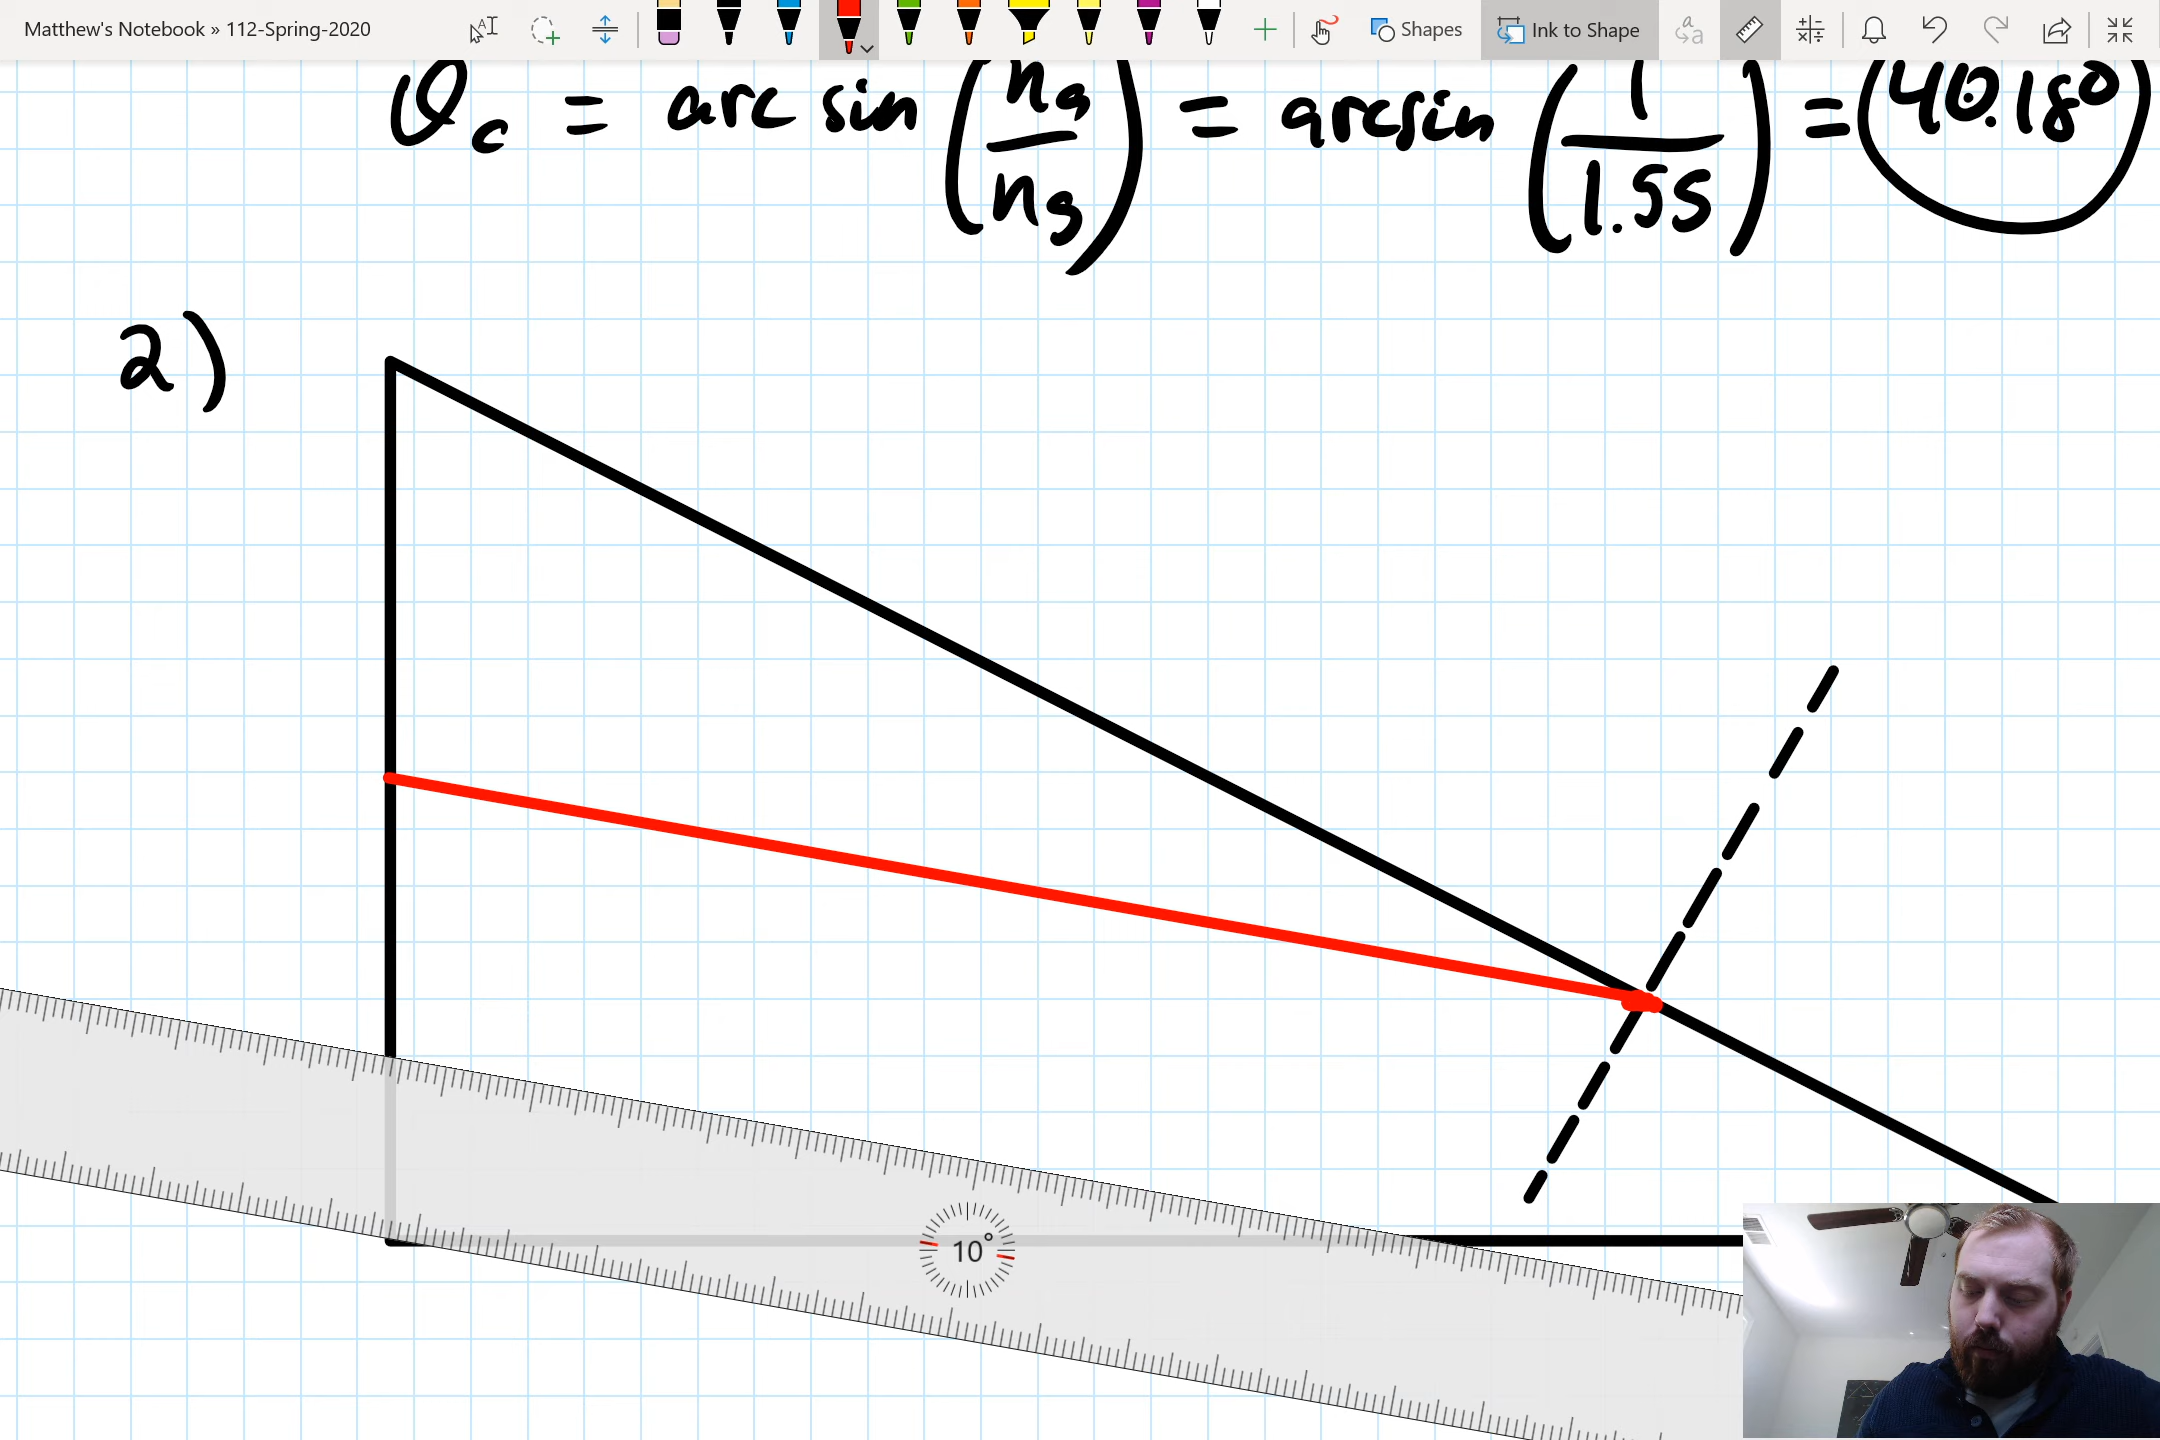 Matthew's Notebook » 112-Spring-2020
Shapes
Ink to Shape
θc = arc sin (na/ng) = arcsin (1/1.55) = 40.18°
2)
10°